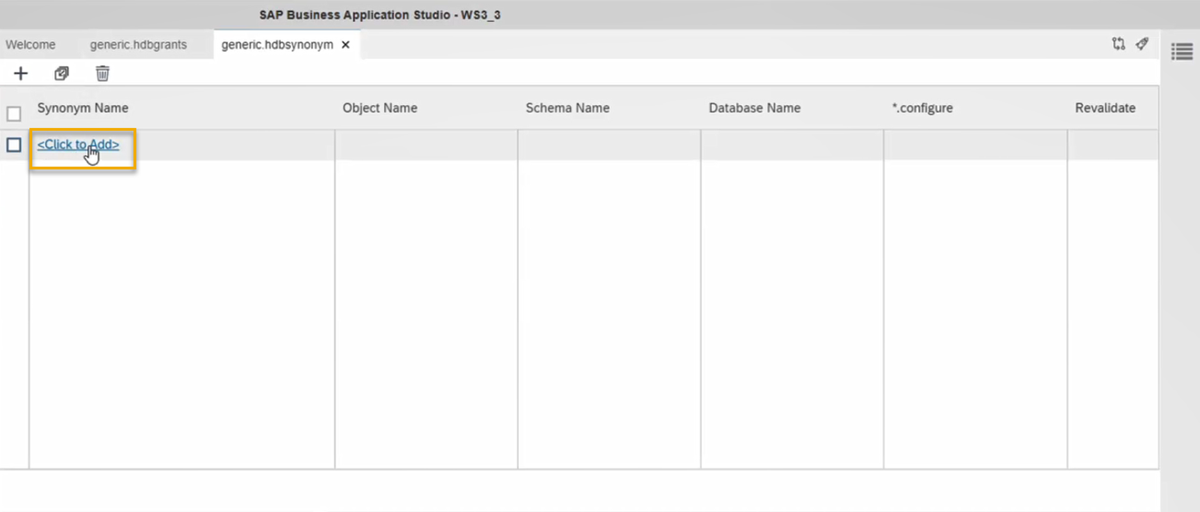 SAP Business Application Studio - WS3_3
Welcome generic.hdbgrants generic.hdbsynonym
Synonym Name Object Name Schema Name Database Name *.configure Revalidate
<Click to Add>